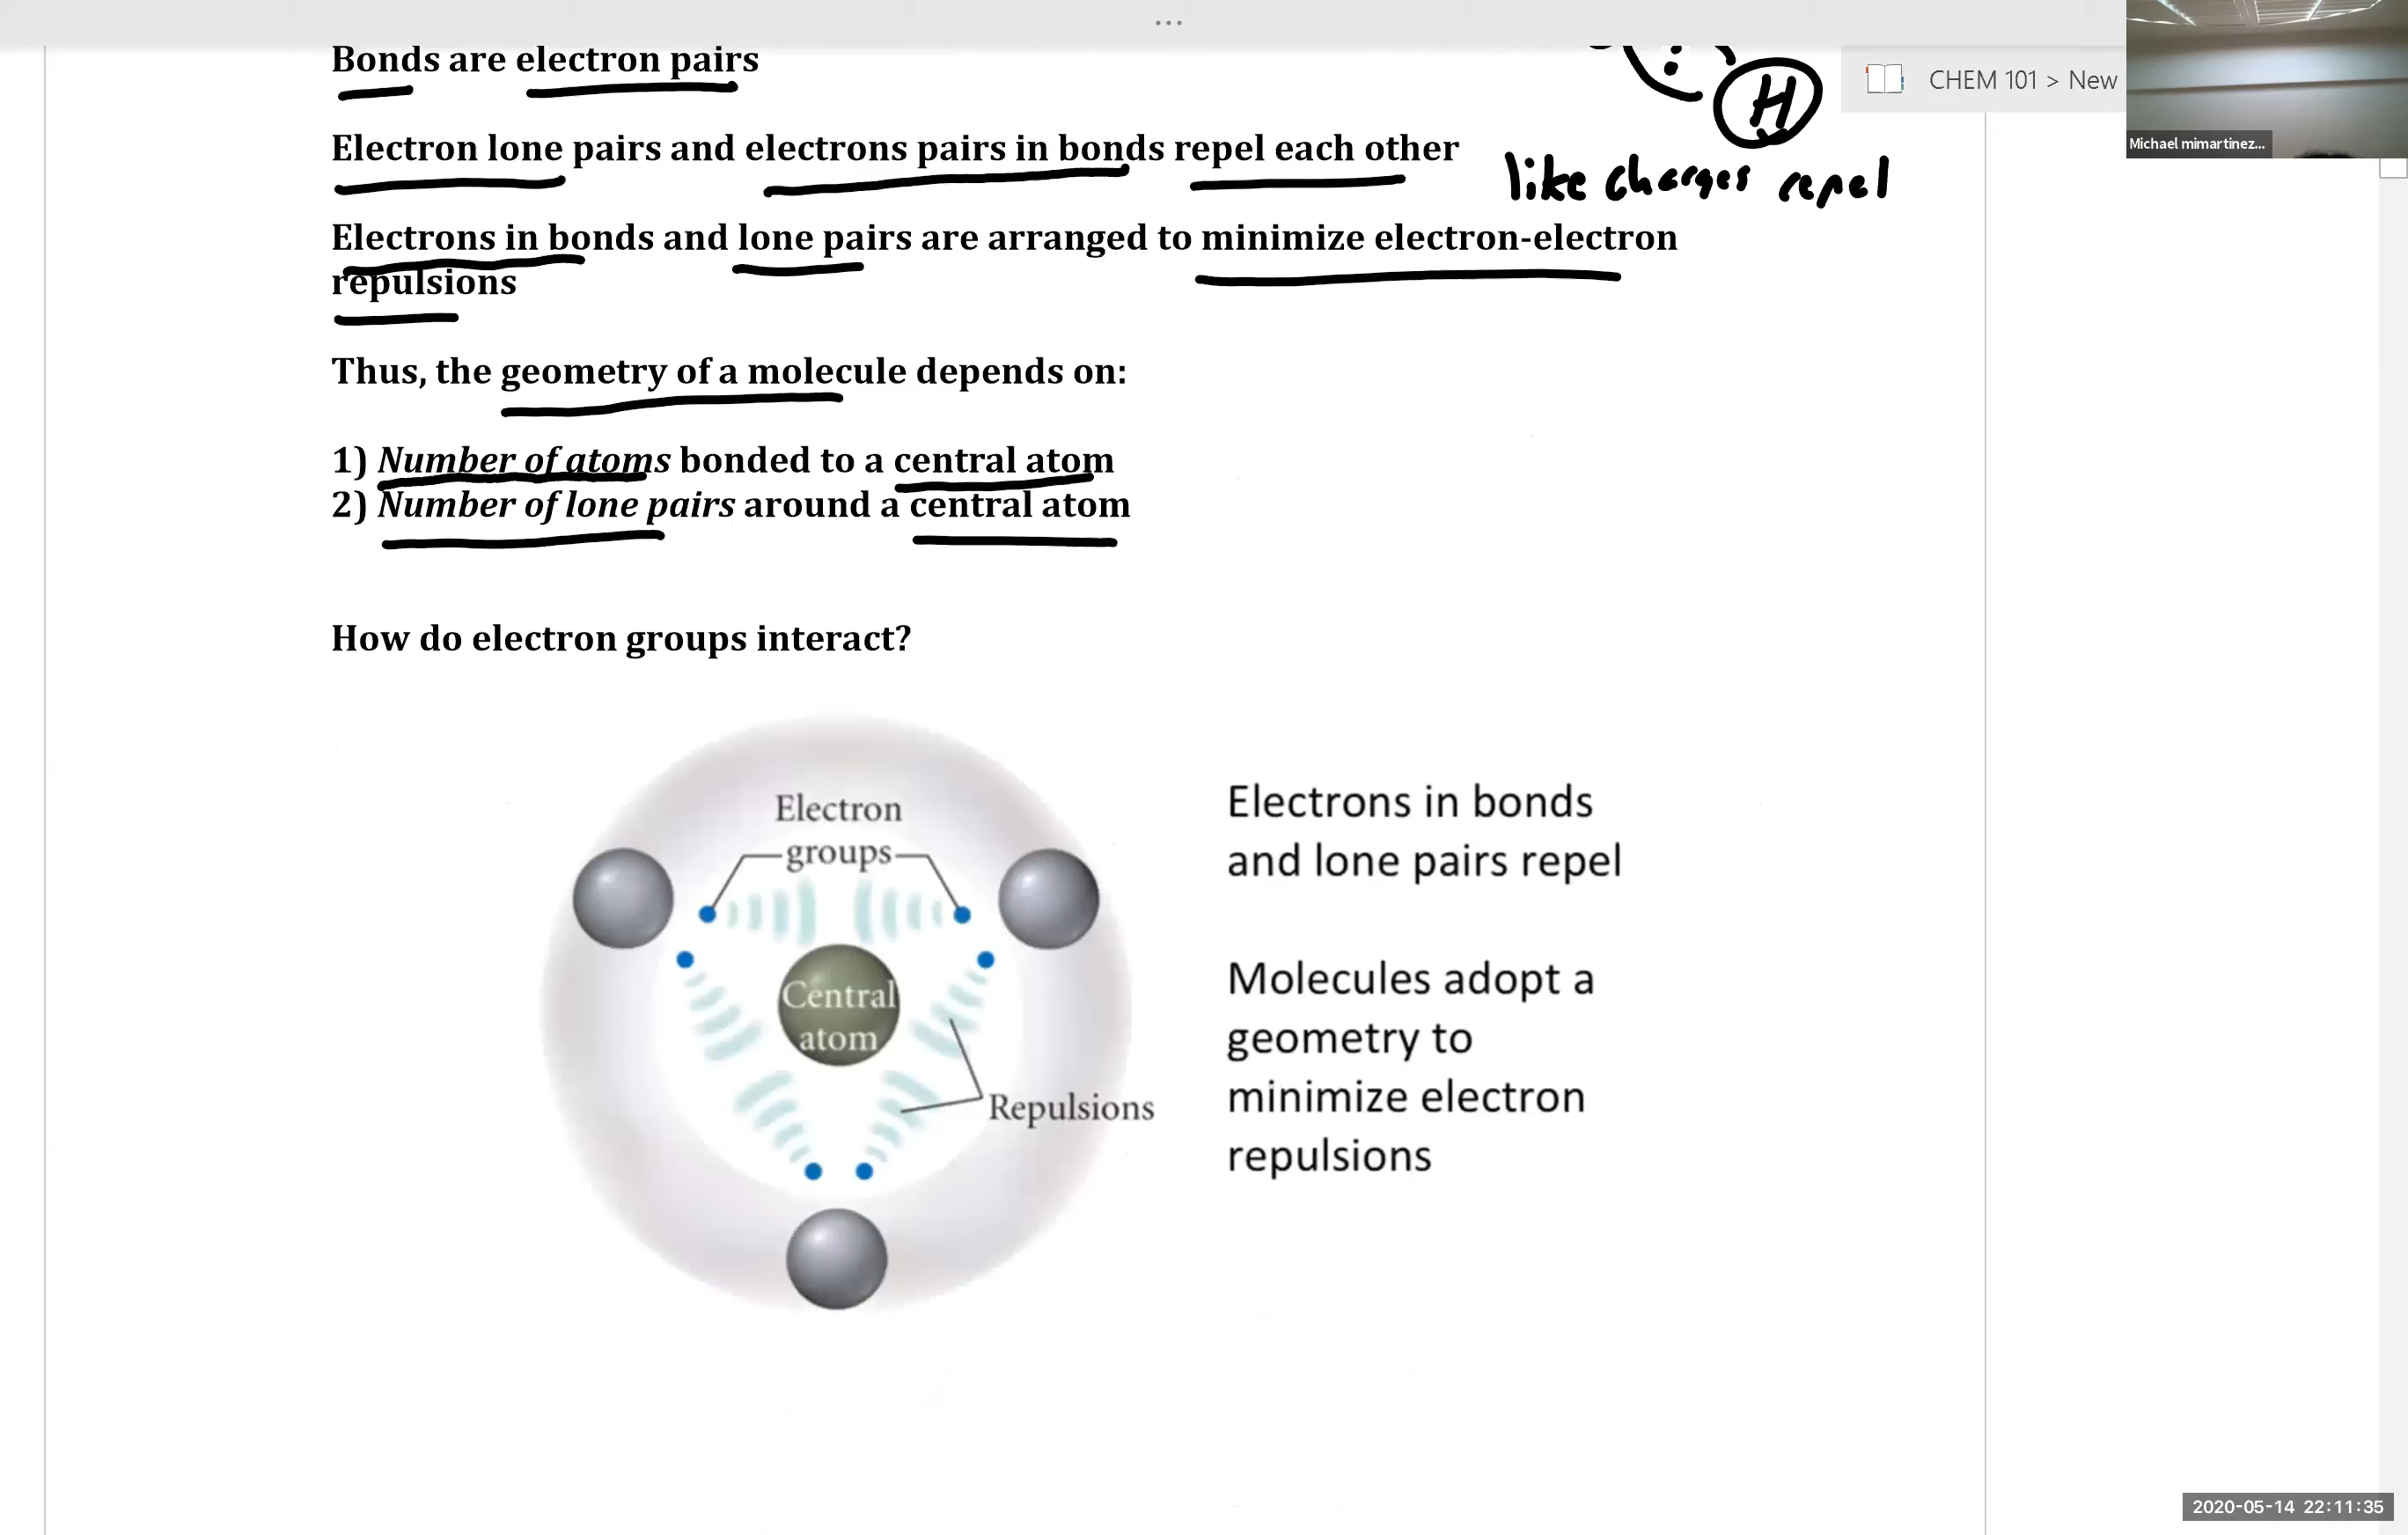 ...
Bonds are electron pairs
H
CHEM 101 > New
Michael mimartinez...
Electron lone pairs and electrons pairs in bonds repel each other
like charges repel
Electrons in bonds and lone pairs are arranged to minimize electron-electron
repulsions
Thus, the geometry of a molecule depends on:
1) Number of atoms bonded to a central atom
2) Number of lone pairs around a central atom
How do electron groups interact?
Electron
groups
Central
atom
Repulsions
Electrons in bonds
and lone pairs repel
Molecules adopt a
geometry to
minimize electron
repulsions
2020-05-14 22:11:35